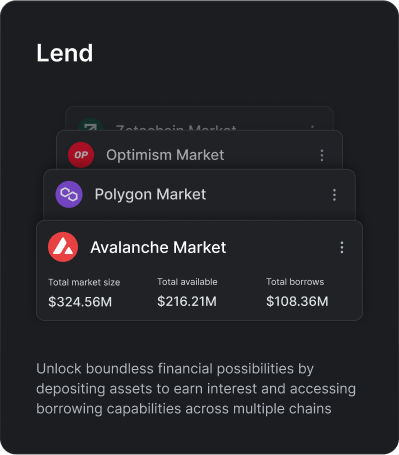 Lend
Zetachain Market
OP Optimism Market
Polygon Market
Avalanche Market
Total market size Total available Total borrows
$324.56M $216.21M $108.36M
Unlock boundless financial possibilities by
depositing assets to earn interest and accessing
borrowing capabilities across multiple chains